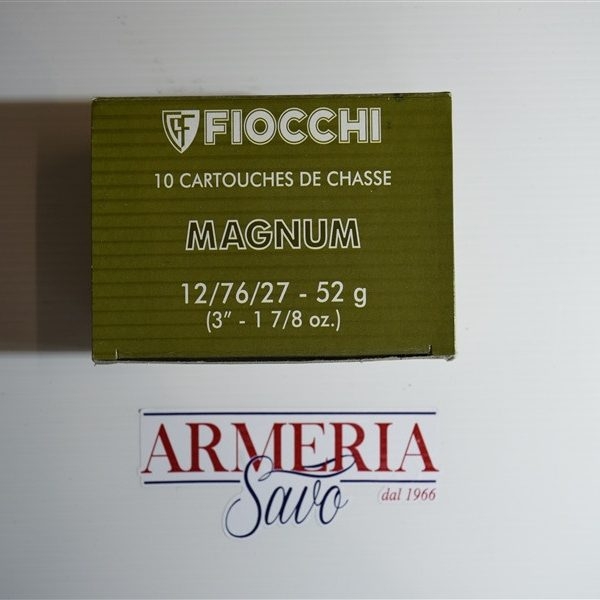 GF FIOCCHI
10 CARTOUCHES DE CHASSE
MAGNUM
12/76/27 - 52 g
(3” - 1 7/8 oz.)
ARMERIA
Savo
dal 1966